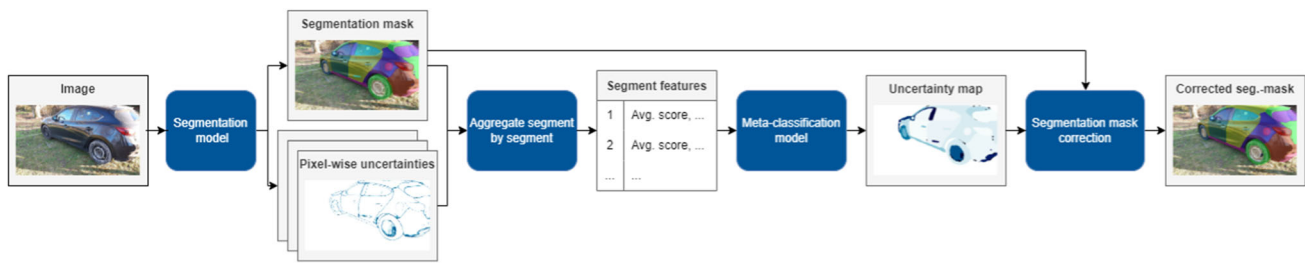 Image
Segmentation
model
Segmentation mask
Pixel-wise uncertainties
Aggregate segment
by segment
Segment features
1 Avg. score, ...
2 Avg. score, ...
... ...
Meta-classification
model
Uncertainty map
Segmentation mask
correction
Corrected seg.-mask